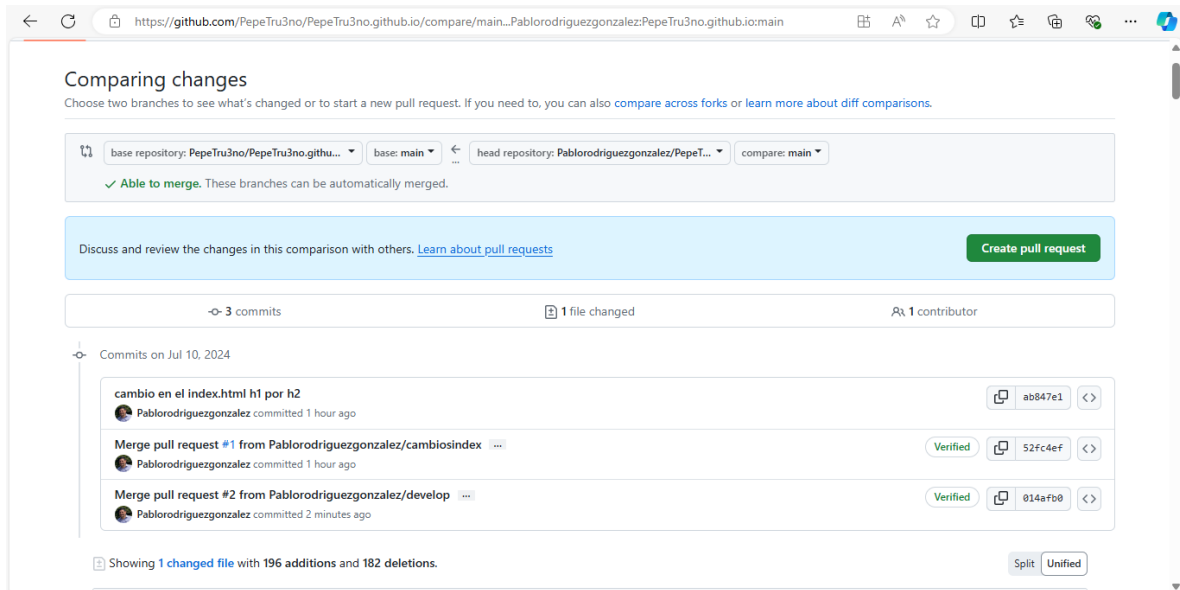 https://github.com/PepeTru3no/PepeTru3no.github.io/compare/main...Pablorodriguezgonzalez:PepeTru3no.github.io:main
Comparing changes
Choose two branches to see what's changed or to start a new pull request. If you need to, you can also compare across forks or learn more about diff comparisons.
base repository: PepeTru3no/PepeTru3no.githu... base: main ... head repository: Pablorodriguezgonzalez/PepeT... compare: main
Able to merge. These branches can be automatically merged.
Discuss and review the changes in this comparison with others. Learn about pull requests Create pull request
3 commits 1 file changed 1 contributor
Commits on Jul 10, 2024
cambio en el index.html h1 por h2 ab847e1
Pablorodriguezgonzalez committed 1 hour ago
Merge pull request #1 from Pablorodriguezgonzalez/cambiosindex ... Verified 52fc4ef
Pablorodriguezgonzalez committed 1 hour ago
Merge pull request #2 from Pablorodriguezgonzalez/develop ... Verified 014afb0
Pablorodriguezgonzalez committed 2 minutes ago
Showing 1 changed file with 196 additions and 182 deletions. Split Unified